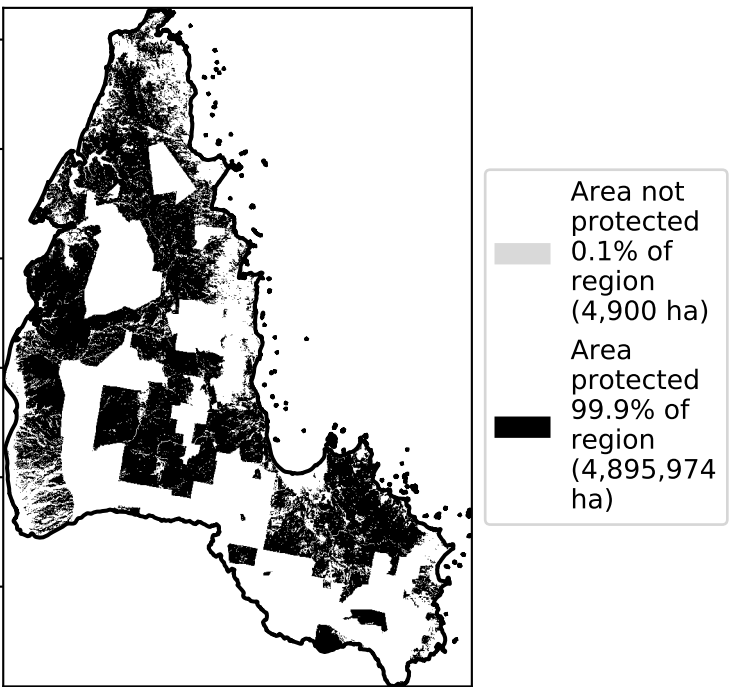 Area not
protected
0.1% of
region
(4,900 ha)
Area
protected
99.9% of
region
(4,895,974
ha)